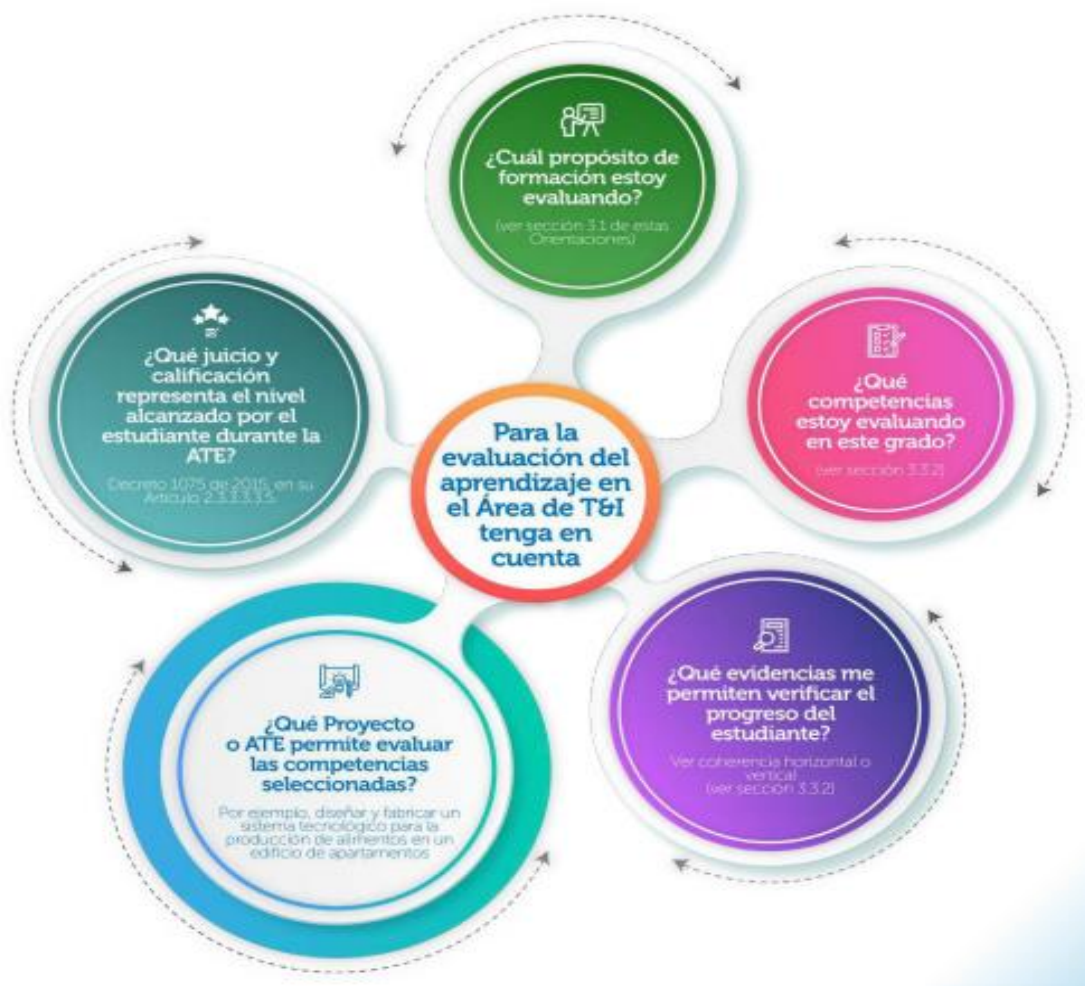 ¿Cuál propósito de
formación estoy
evaluando?
(ver sección 3.1 de estas
Orientaciones)
¿Qué
competencias
estoy evaluando
en este grado?
(ver sección 3.3.2)
¿Qué evidencias me
permiten verificar el
progreso del
estudiante?
Ver coherencia horizontal o
vertical
(ver sección 3.3.2)
¿Qué Proyecto
o ATE permite evaluar
las competencias
seleccionadas?
Por ejemplo, diseñar y fabricar un
sistema tecnológico para la
producción de alimentos en un
edificio de apartamentos
¿Qué juicio y
calificación
representa el nivel
alcanzado por el
estudiante durante la
ATE?
Decreto 1075 de 2015, en su
Artículo 2.3.3.3.3.5.
Para la
evaluación del
aprendizaje en
el Área de T&I
tenga en
cuenta